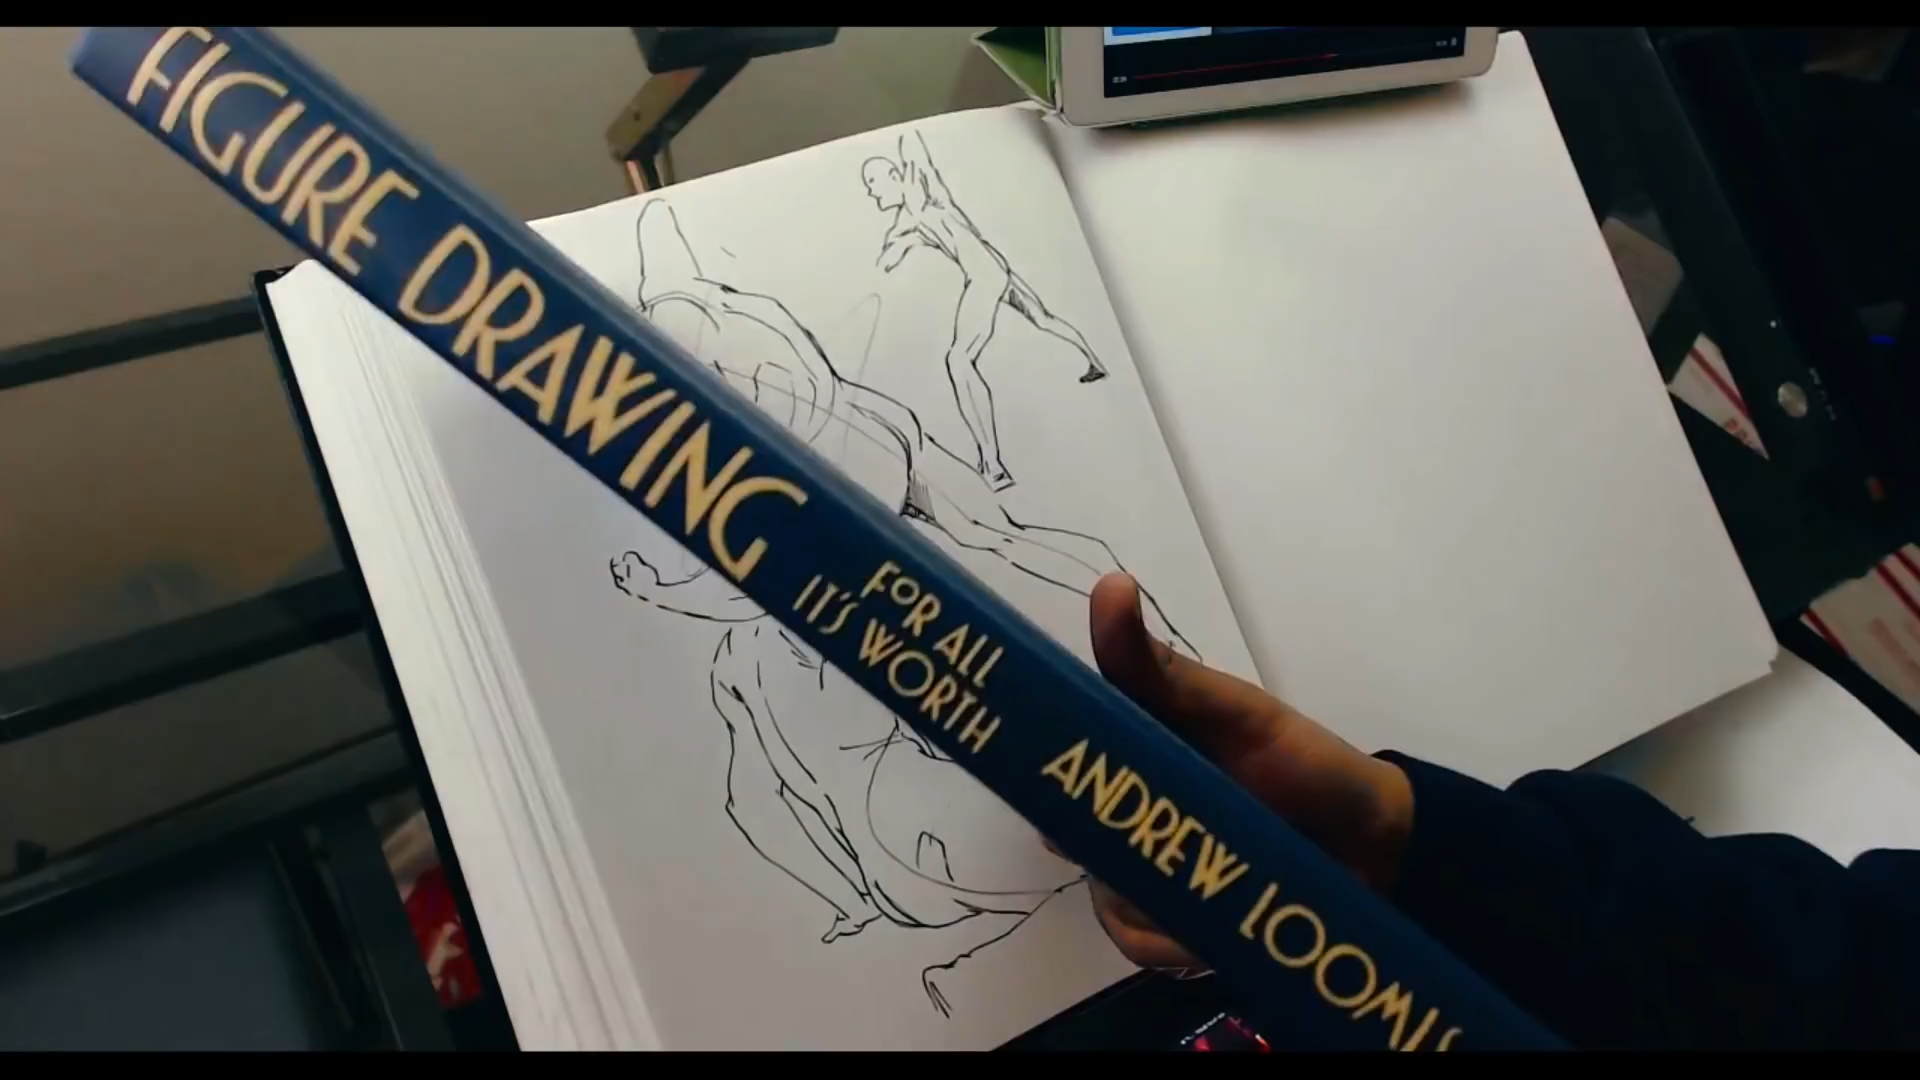 FIGURE DRAWING
FOR ALL
IT'S WORTH
ANDREW LOOMIS